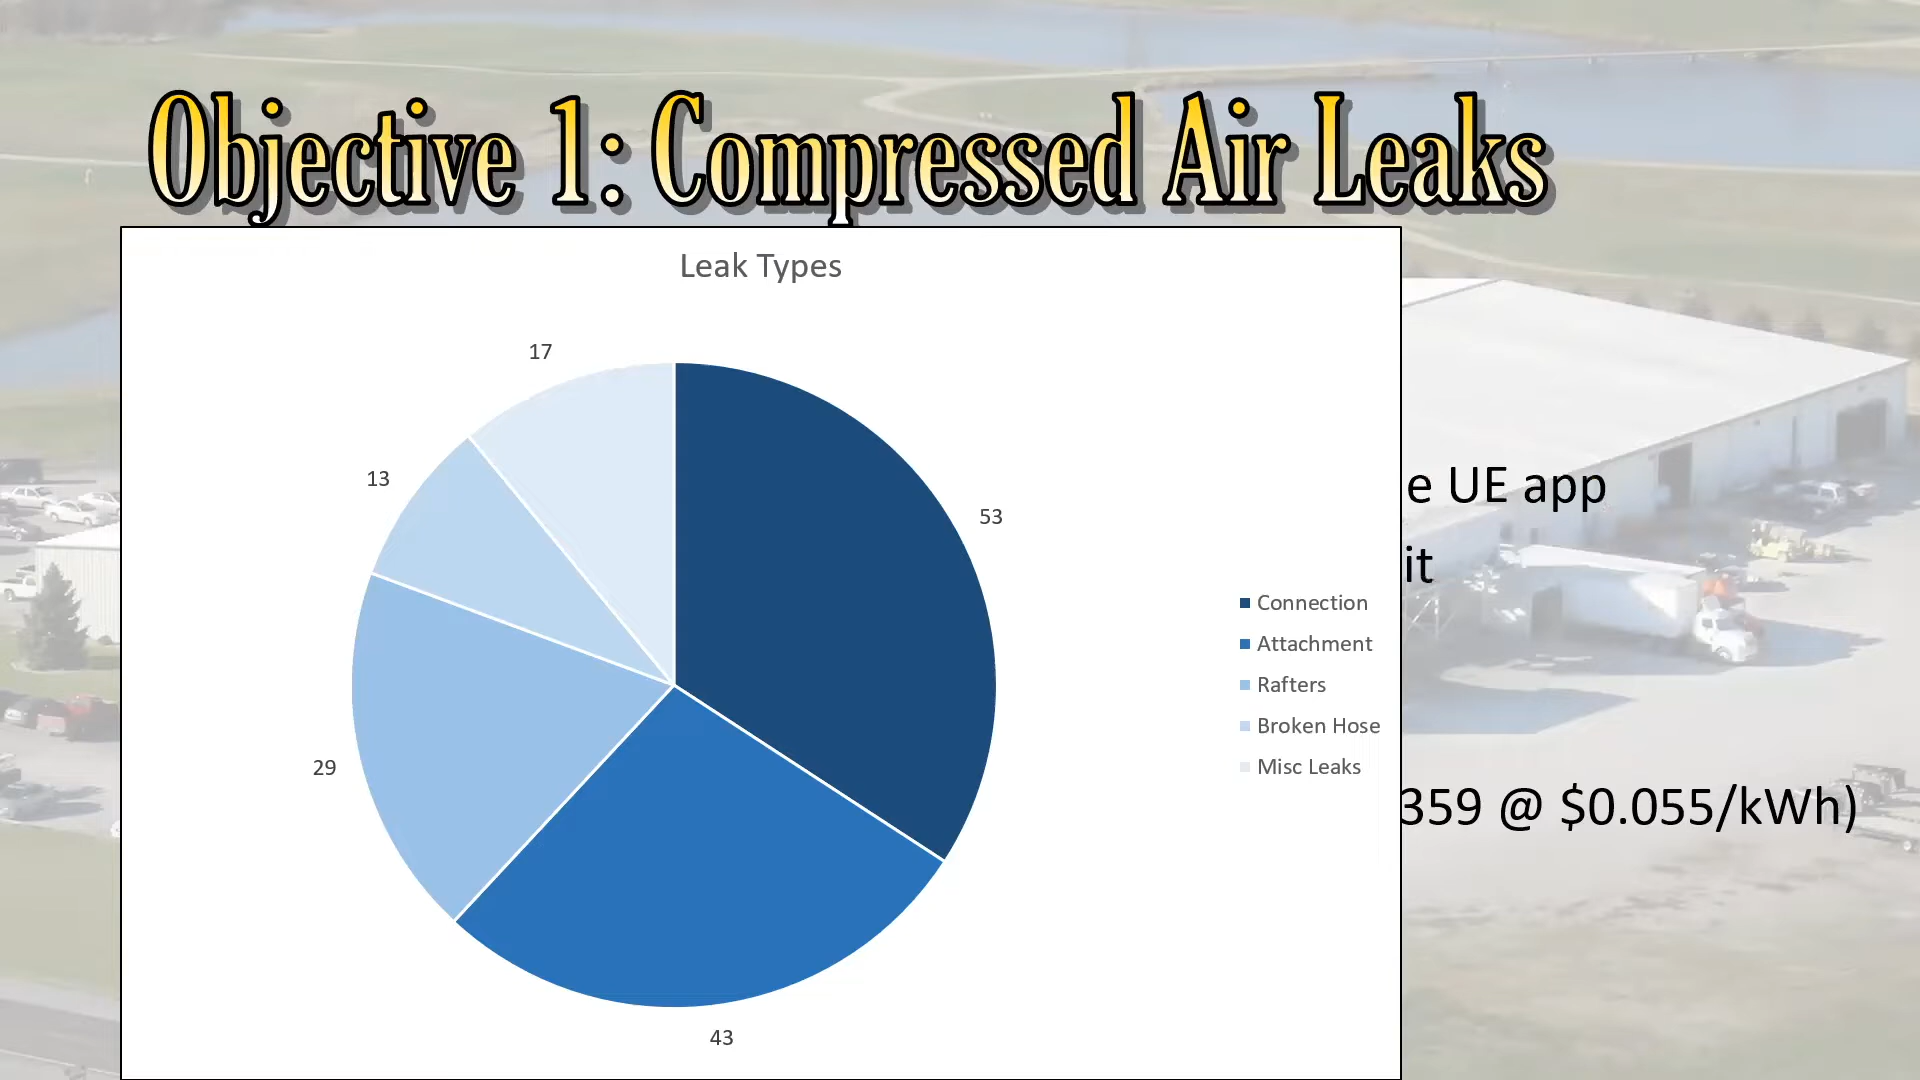 Objective 1: Compressed Air Leaks
Leak Types
17
13
53
29
43
Connection
Attachment
Rafters
Broken Hose
Misc Leaks
e UE app
it
359 @ $0.055/kWh)